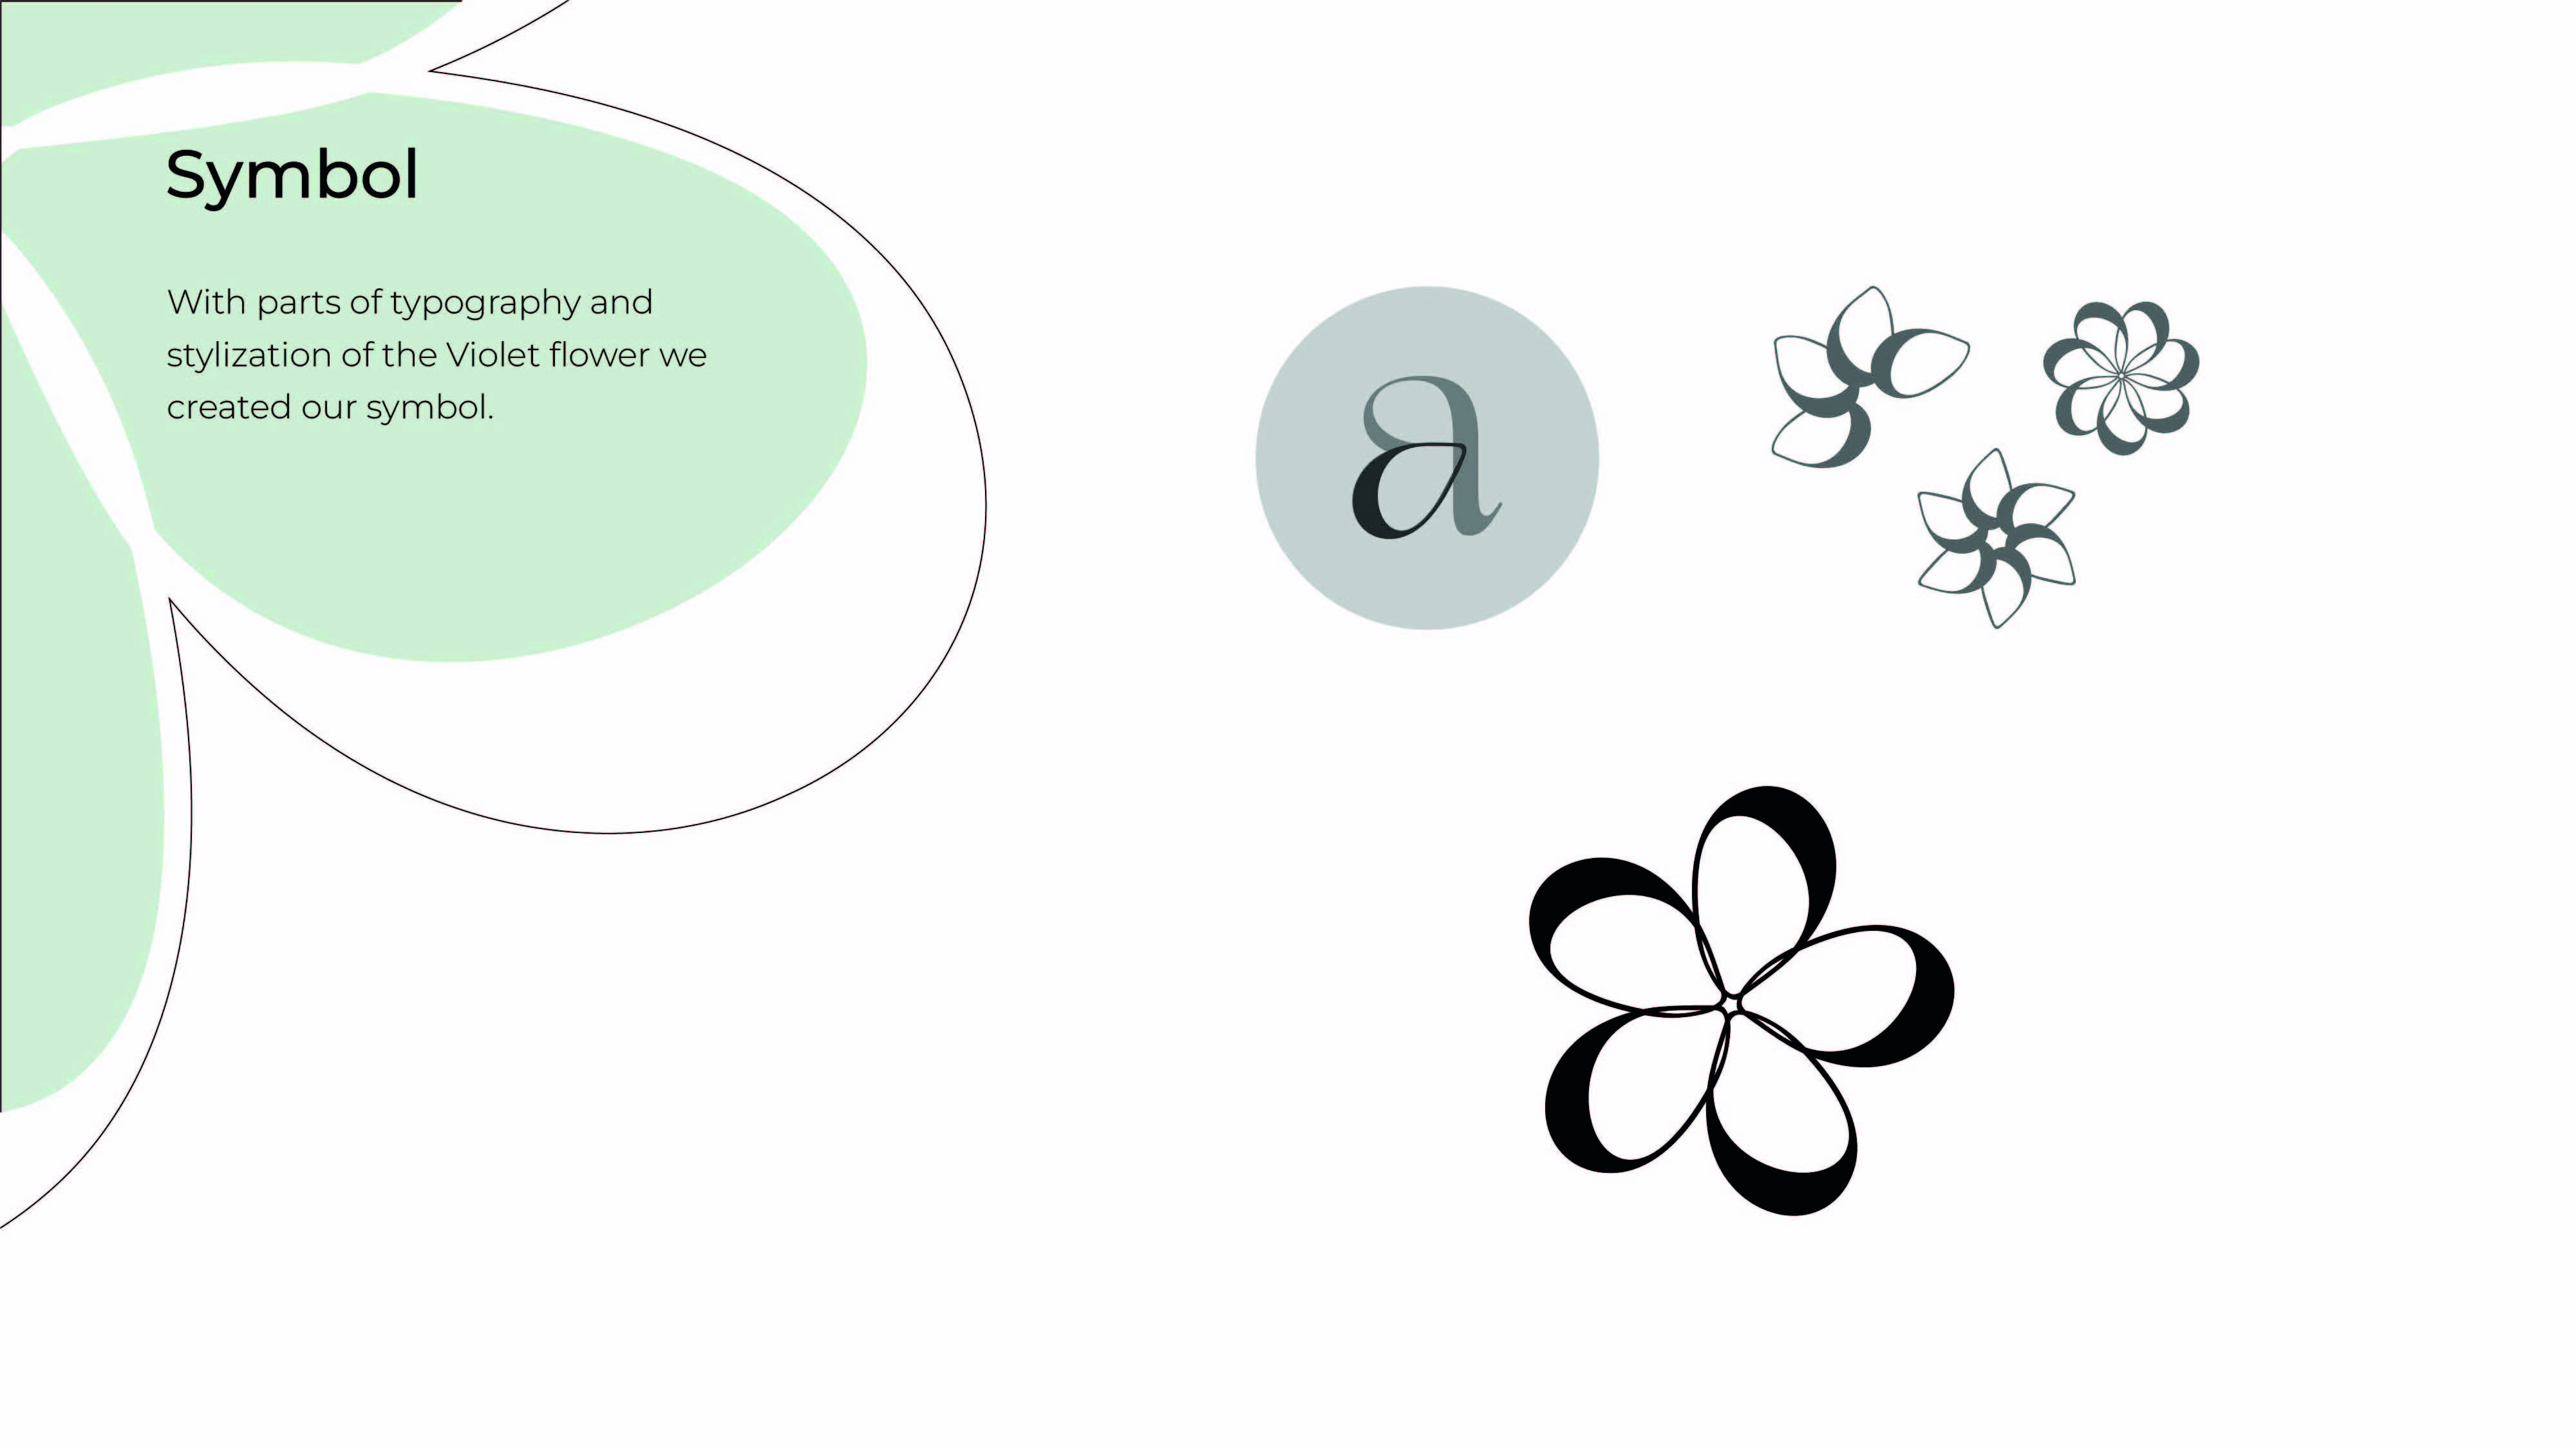 Symbol
With parts of typography and
stylization of the Violet flower we
created our symbol.
a